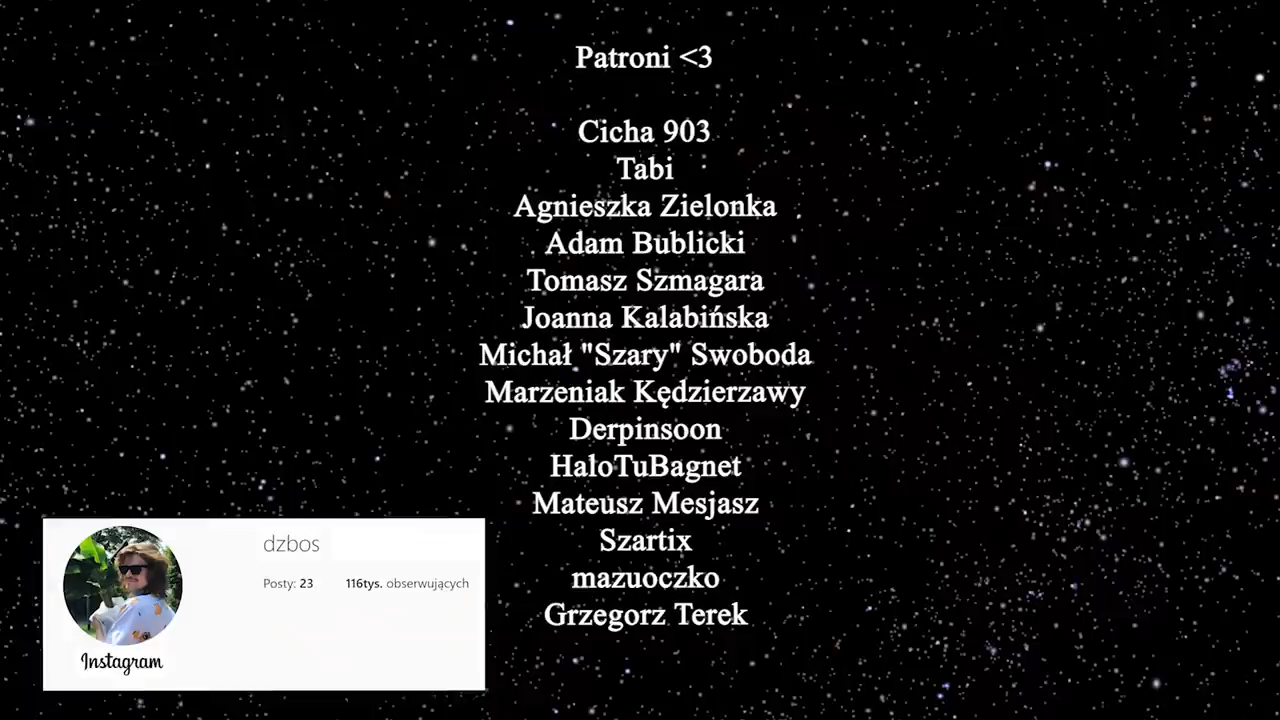 Patroni <3
Cicha 903
Tabi
Agnieszka Zielonka
Adam Bublicki
Tomasz Szmagara
Joanna Kalabińska
Michał "Szary" Swoboda
Marzeniak Kędzierzawy
Derpinsoon
HaloTuBagnet
Mateusz Mesjasz
Szartix
mazuoczko
Grzegorz Terek
dzbos
Posty: 23 116tys. obserwujących
Instagram